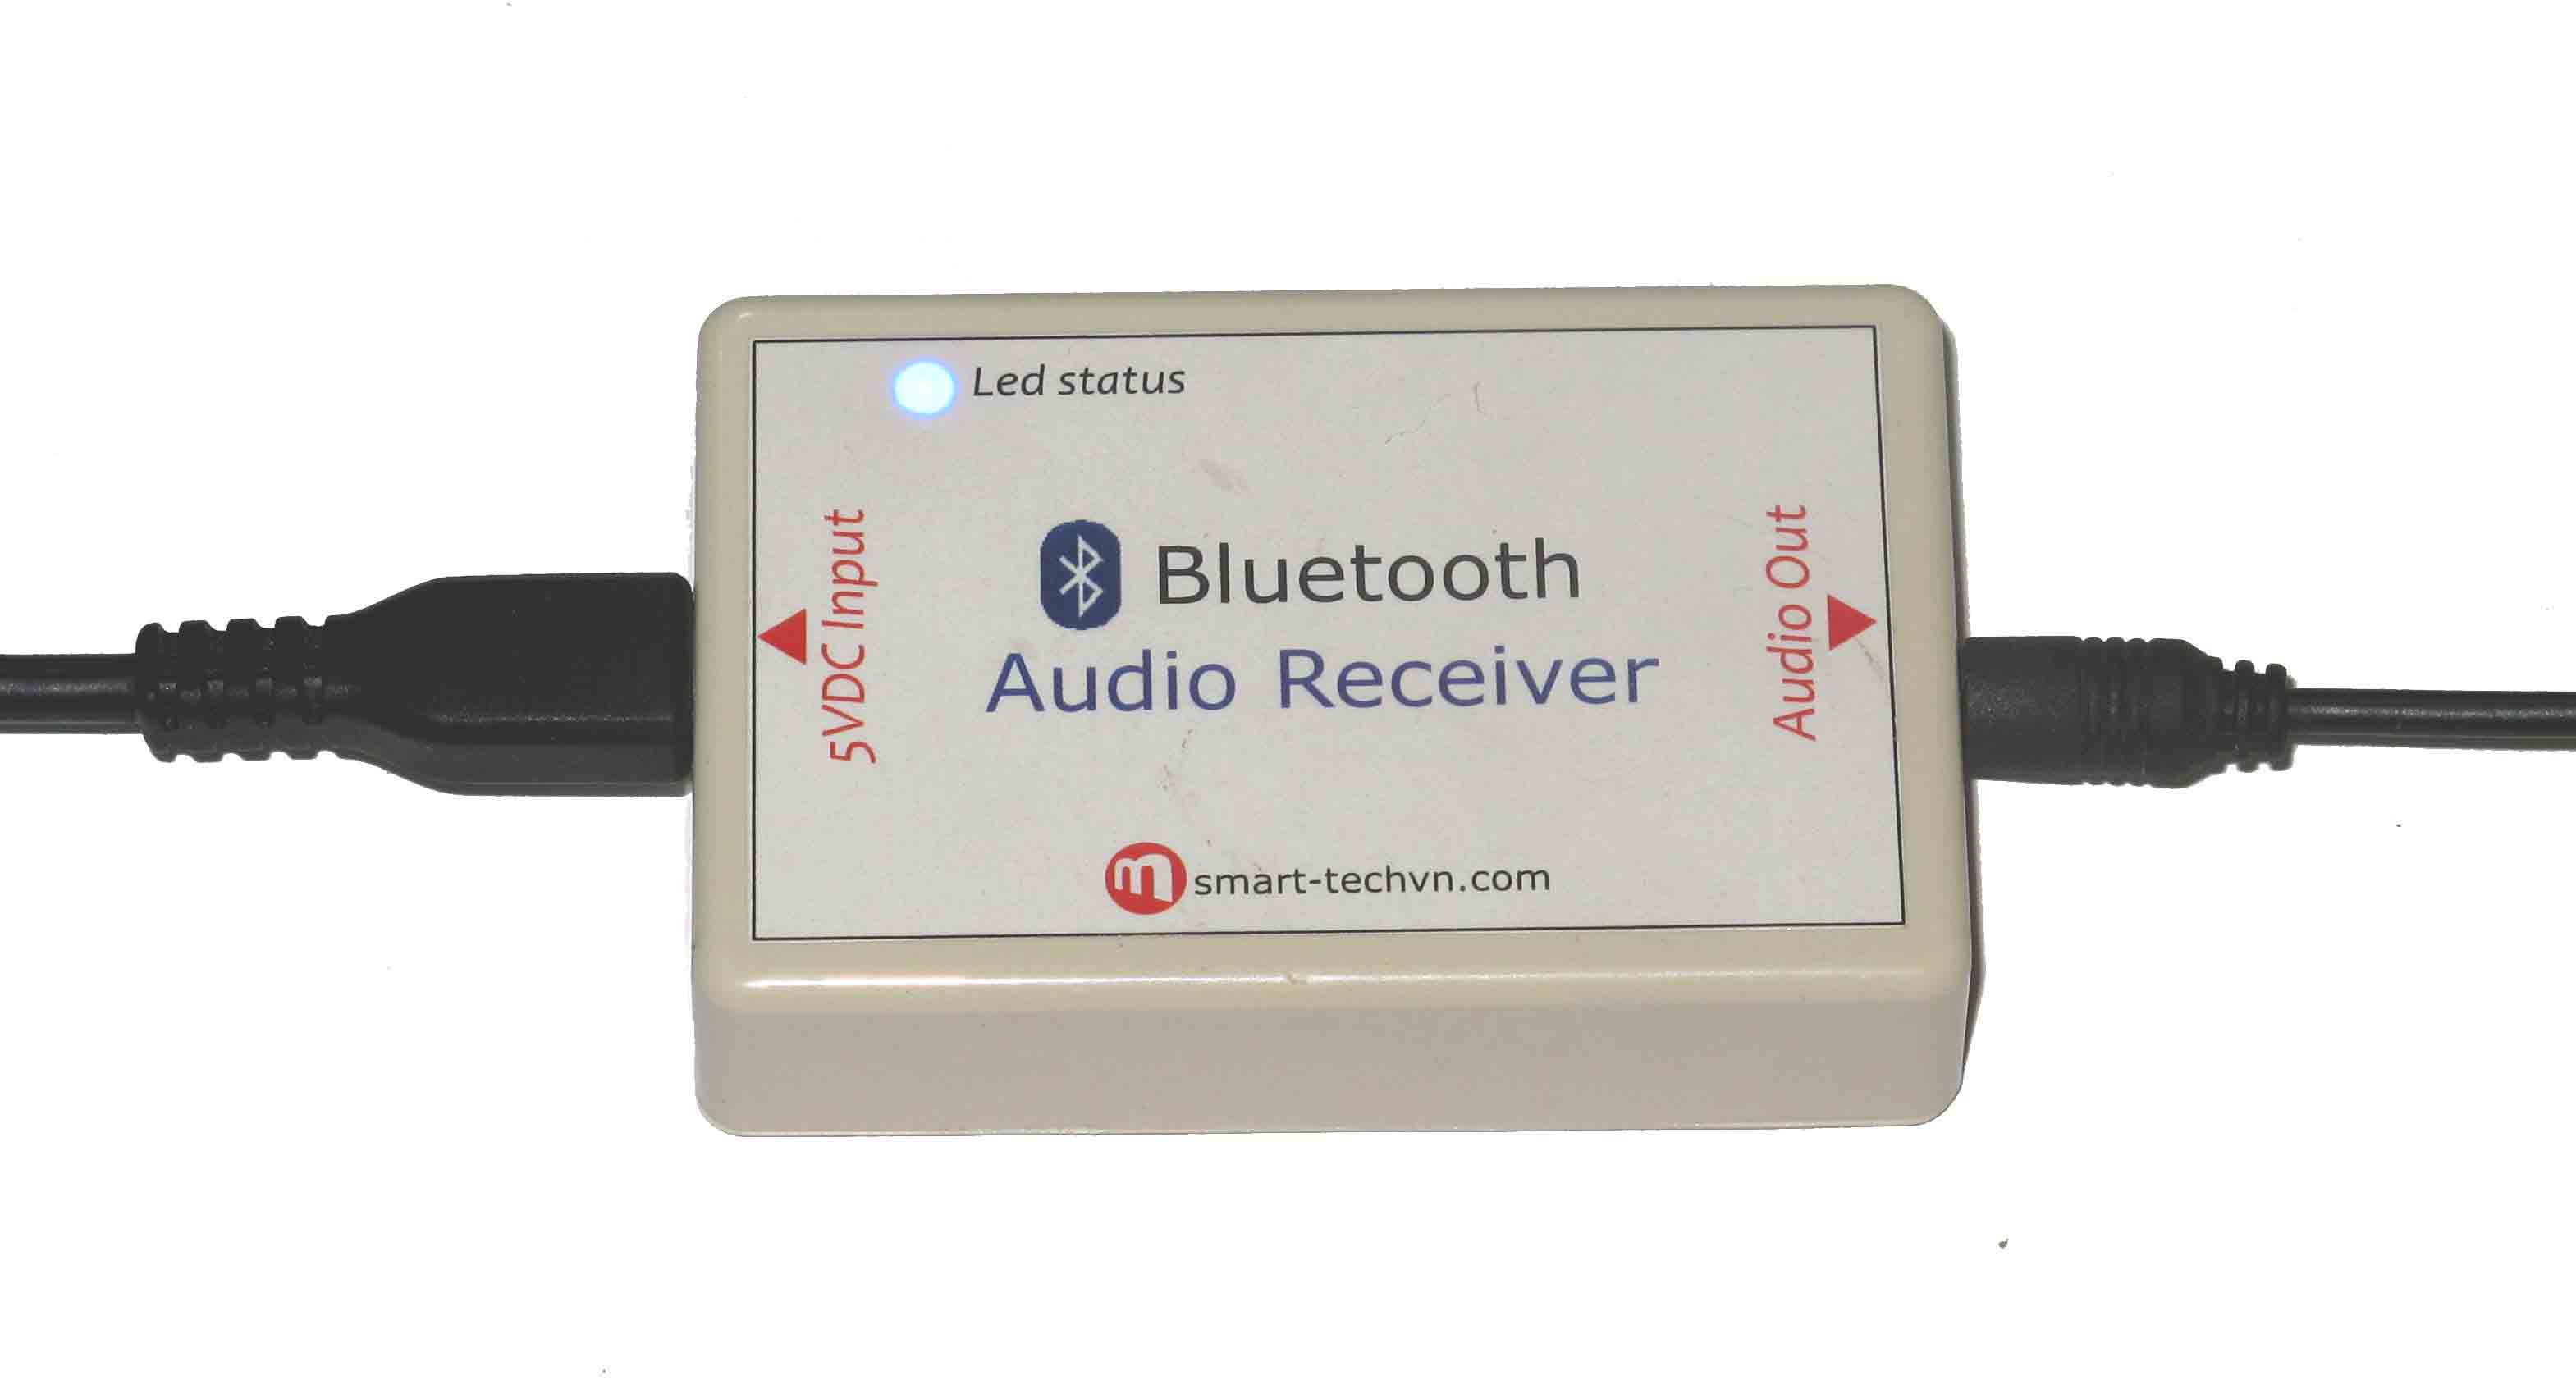 Led status
5VDC Input
Bluetooth
Audio Receiver
Audio Out
smart-techvn.com